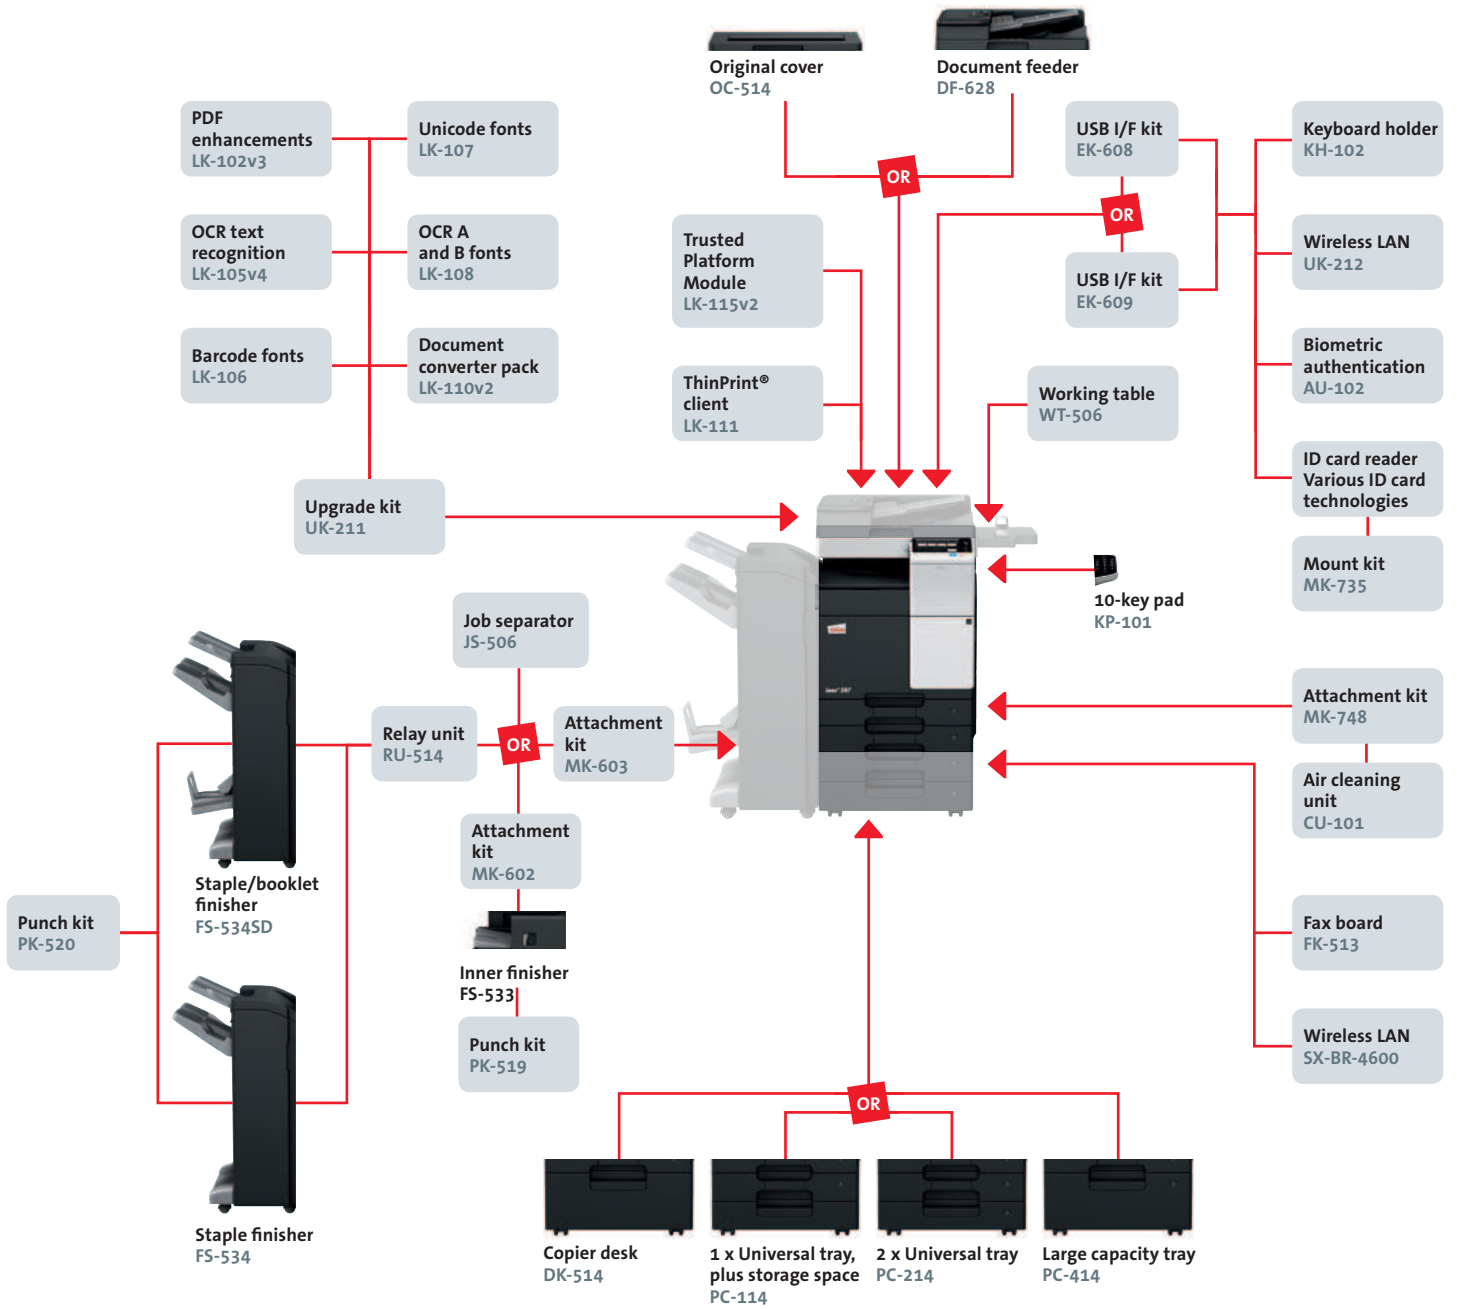 Original cover
OC-514
Document feeder
DF-628
PDF
enhancements
LK-102v3
Unicode fonts
LK-107
USB I/F kit
EK-608
Keyboard holder
KH-102
OR
OR
OCR text
recognition
LK-105v4
OCR A
and B fonts
LK-108
Trusted
Platform
Module
LK-115v2
Wireless LAN
UK-212
USB I/F kit
EK-609
Barcode fonts
LK-106
Document
converter pack
LK-110v2
Biometric
authentication
AU-102
ThinPrint®
client
LK-111
Working table
WT-506
ID card reader
Various ID card
technologies
Upgrade kit
UK-211
Mount kit
MK-735
10-key pad
KP-101
Job separator
JS-506
Attachment kit
MK-748
Relay unit
RU-514
OR
Attachment
kit
MK-603
Air cleaning
unit
CU-101
Attachment
kit
MK-602
Staple/booklet
finisher
FS-534SD
Punch kit
PK-520
Fax board
FK-513
Inner finisher
FS-533
Punch kit
PK-519
Wireless LAN
SX-BR-4600
OR
Staple finisher
FS-534
Copier desk
DK-514
1 x Universal tray,
plus storage space
PC-114
2 x Universal tray
PC-214
Large capacity tray
PC-414